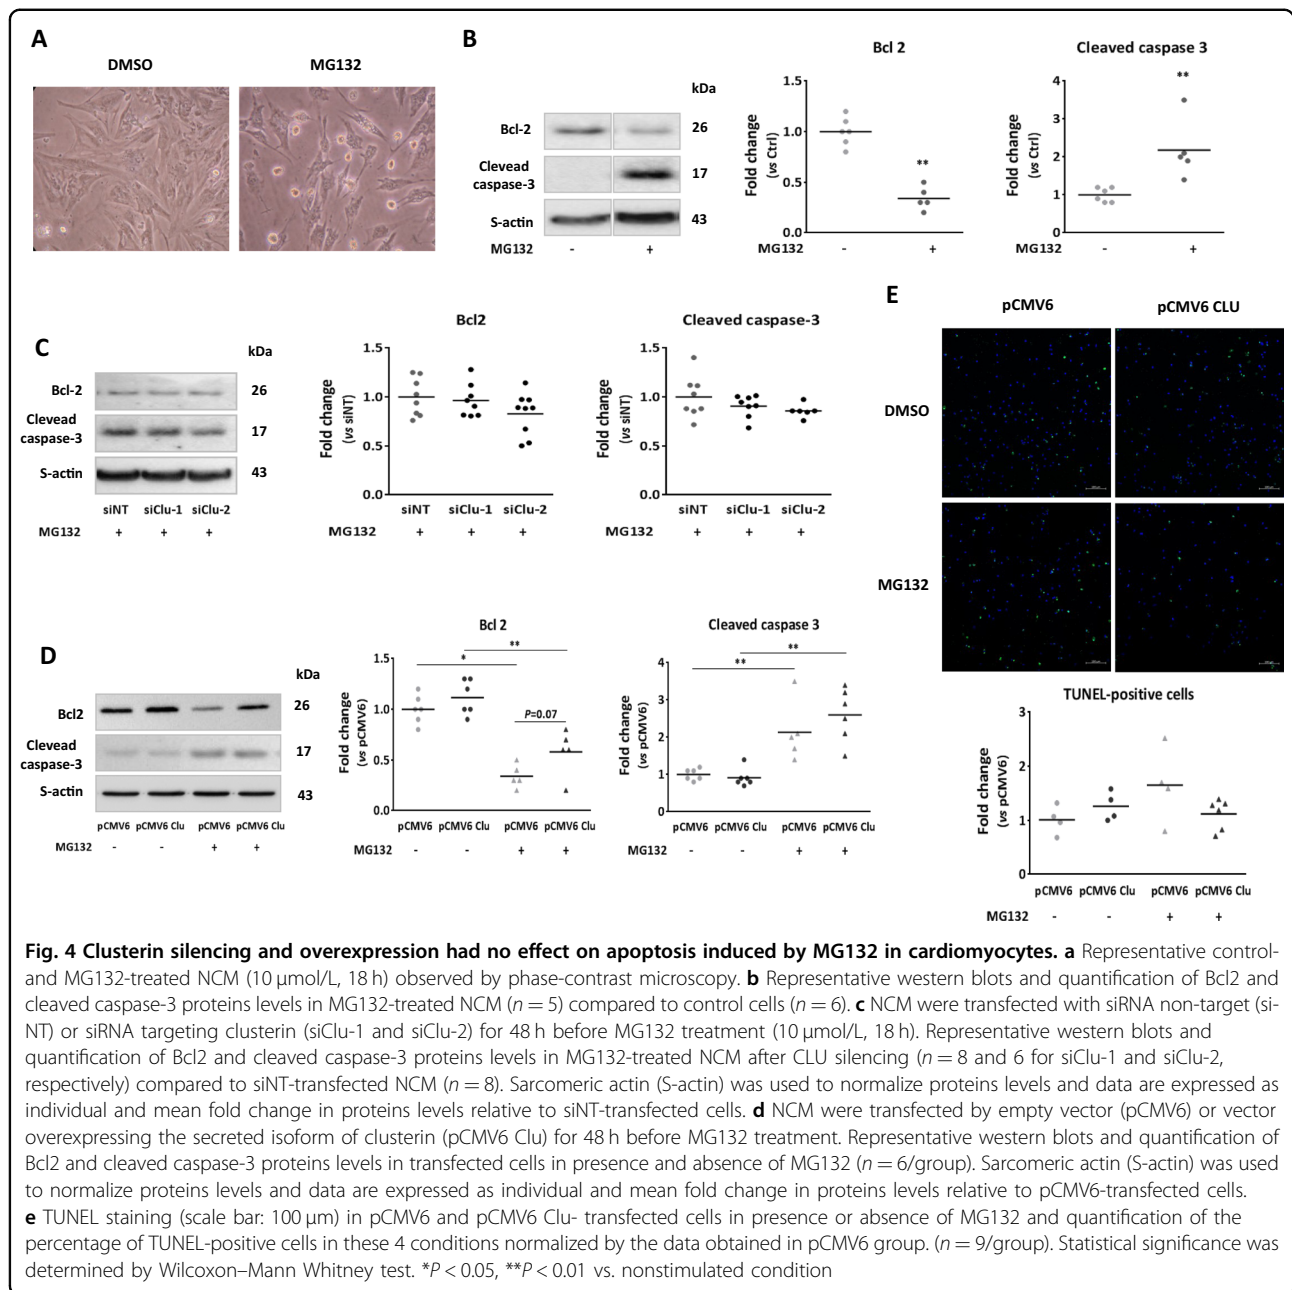 A
DMSO
MG132
B
kDa
Bcl-2
26
Clevead
caspase-3
17
S-actin
43
MG132
-
+
Bcl 2
Fold change
(vs Ctrl)
1.5
1.0
0.5
0.0
**
MG132
-
+
Cleaved caspase 3
Fold change
(vs Ctrl)
4
3
2
1
0
**
MG132
-
+
C
kDa
Bcl-2
26
Clevead
caspase-3
17
S-actin
43
siNT siClu-1 siClu-2
MG132 + + +
Bcl2
Fold change
(vs siNT)
1.5
1.0
0.5
0.0
siNT siClu-1 siClu-2
MG132 + + +
Cleaved caspase-3
Fold change
(vs siNT)
1.5
1.0
0.5
0.0
siNT siClu-1 siClu-2
MG132 + + +
D
kDa
Bcl2
26
Clevead
caspase-3
17
S-actin
43
pCMV6 pCMV6 Clu pCMV6 pCMV6 Clu
MG132 - - + +
Bcl 2
Fold change
(vs pCMV6)
1.5
1.0
0.5
0.0
*
**
P=0.07
pCMV6 pCMV6 Clu pCMV6 pCMV6 Clu
MG132 - - + +
Cleaved caspase 3
Fold change
(vs pCMV6)
4
3
2
1
0
**
**
pCMV6 pCMV6 Clu pCMV6 pCMV6 Clu
MG132 - - + +
E
pCMV6
pCMV6 CLU
DMSO
MG132
TUNEL-positive cells
Fold change
(vs pCMV6)
3
2
1
0
pCMV6 pCMV6 Clu pCMV6 pCMV6 Clu
MG132 - - + +
Fig. 4 Clusterin silencing and overexpression had no effect on apoptosis induced by MG132 in cardiomyocytes. a Representative control-
and MG132-treated NCM (10 µmol/L, 18 h) observed by phase-contrast microscopy. b Representative western blots and quantification of Bcl2 and
cleaved caspase-3 proteins levels in MG132-treated NCM (n = 5) compared to control cells (n = 6). c NCM were transfected with siRNA non-target (si-
NT) or siRNA targeting clusterin (siClu-1 and siClu-2) for 48 h before MG132 treatment (10 µmol/L, 18 h). Representative western blots and
quantification of Bcl2 and cleaved caspase-3 proteins levels in MG132-treated NCM after CLU silencing (n = 8 and 6 for siClu-1 and siClu-2,
respectively) compared to siNT-transfected NCM (n = 8). Sarcomeric actin (S-actin) was used to normalize proteins levels and data are expressed as
individual and mean fold change in proteins levels relative to siNT-transfected cells. d NCM were transfected by empty vector (pCMV6) or vector
overexpressing the secreted isoform of clusterin (pCMV6 Clu) for 48 h before MG132 treatment. Representative western blots and quantification of
Bcl2 and cleaved caspase-3 proteins levels in transfected cells in presence and absence of MG132 (n = 6/group). Sarcomeric actin (S-actin) was used
to normalize proteins levels and data are expressed as individual and mean fold change in proteins levels relative to pCMV6-transfected cells.
e TUNEL staining (scale bar: 100 µm) in pCMV6 and pCMV6 Clu- transfected cells in presence or absence of MG132 and quantification of the
percentage of TUNEL-positive cells in these 4 conditions normalized by the data obtained in pCMV6 group. (n = 9/group). Statistical significance was
determined by Wilcoxon–Mann Whitney test. *P < 0.05, **P < 0.01 vs. nonstimulated condition